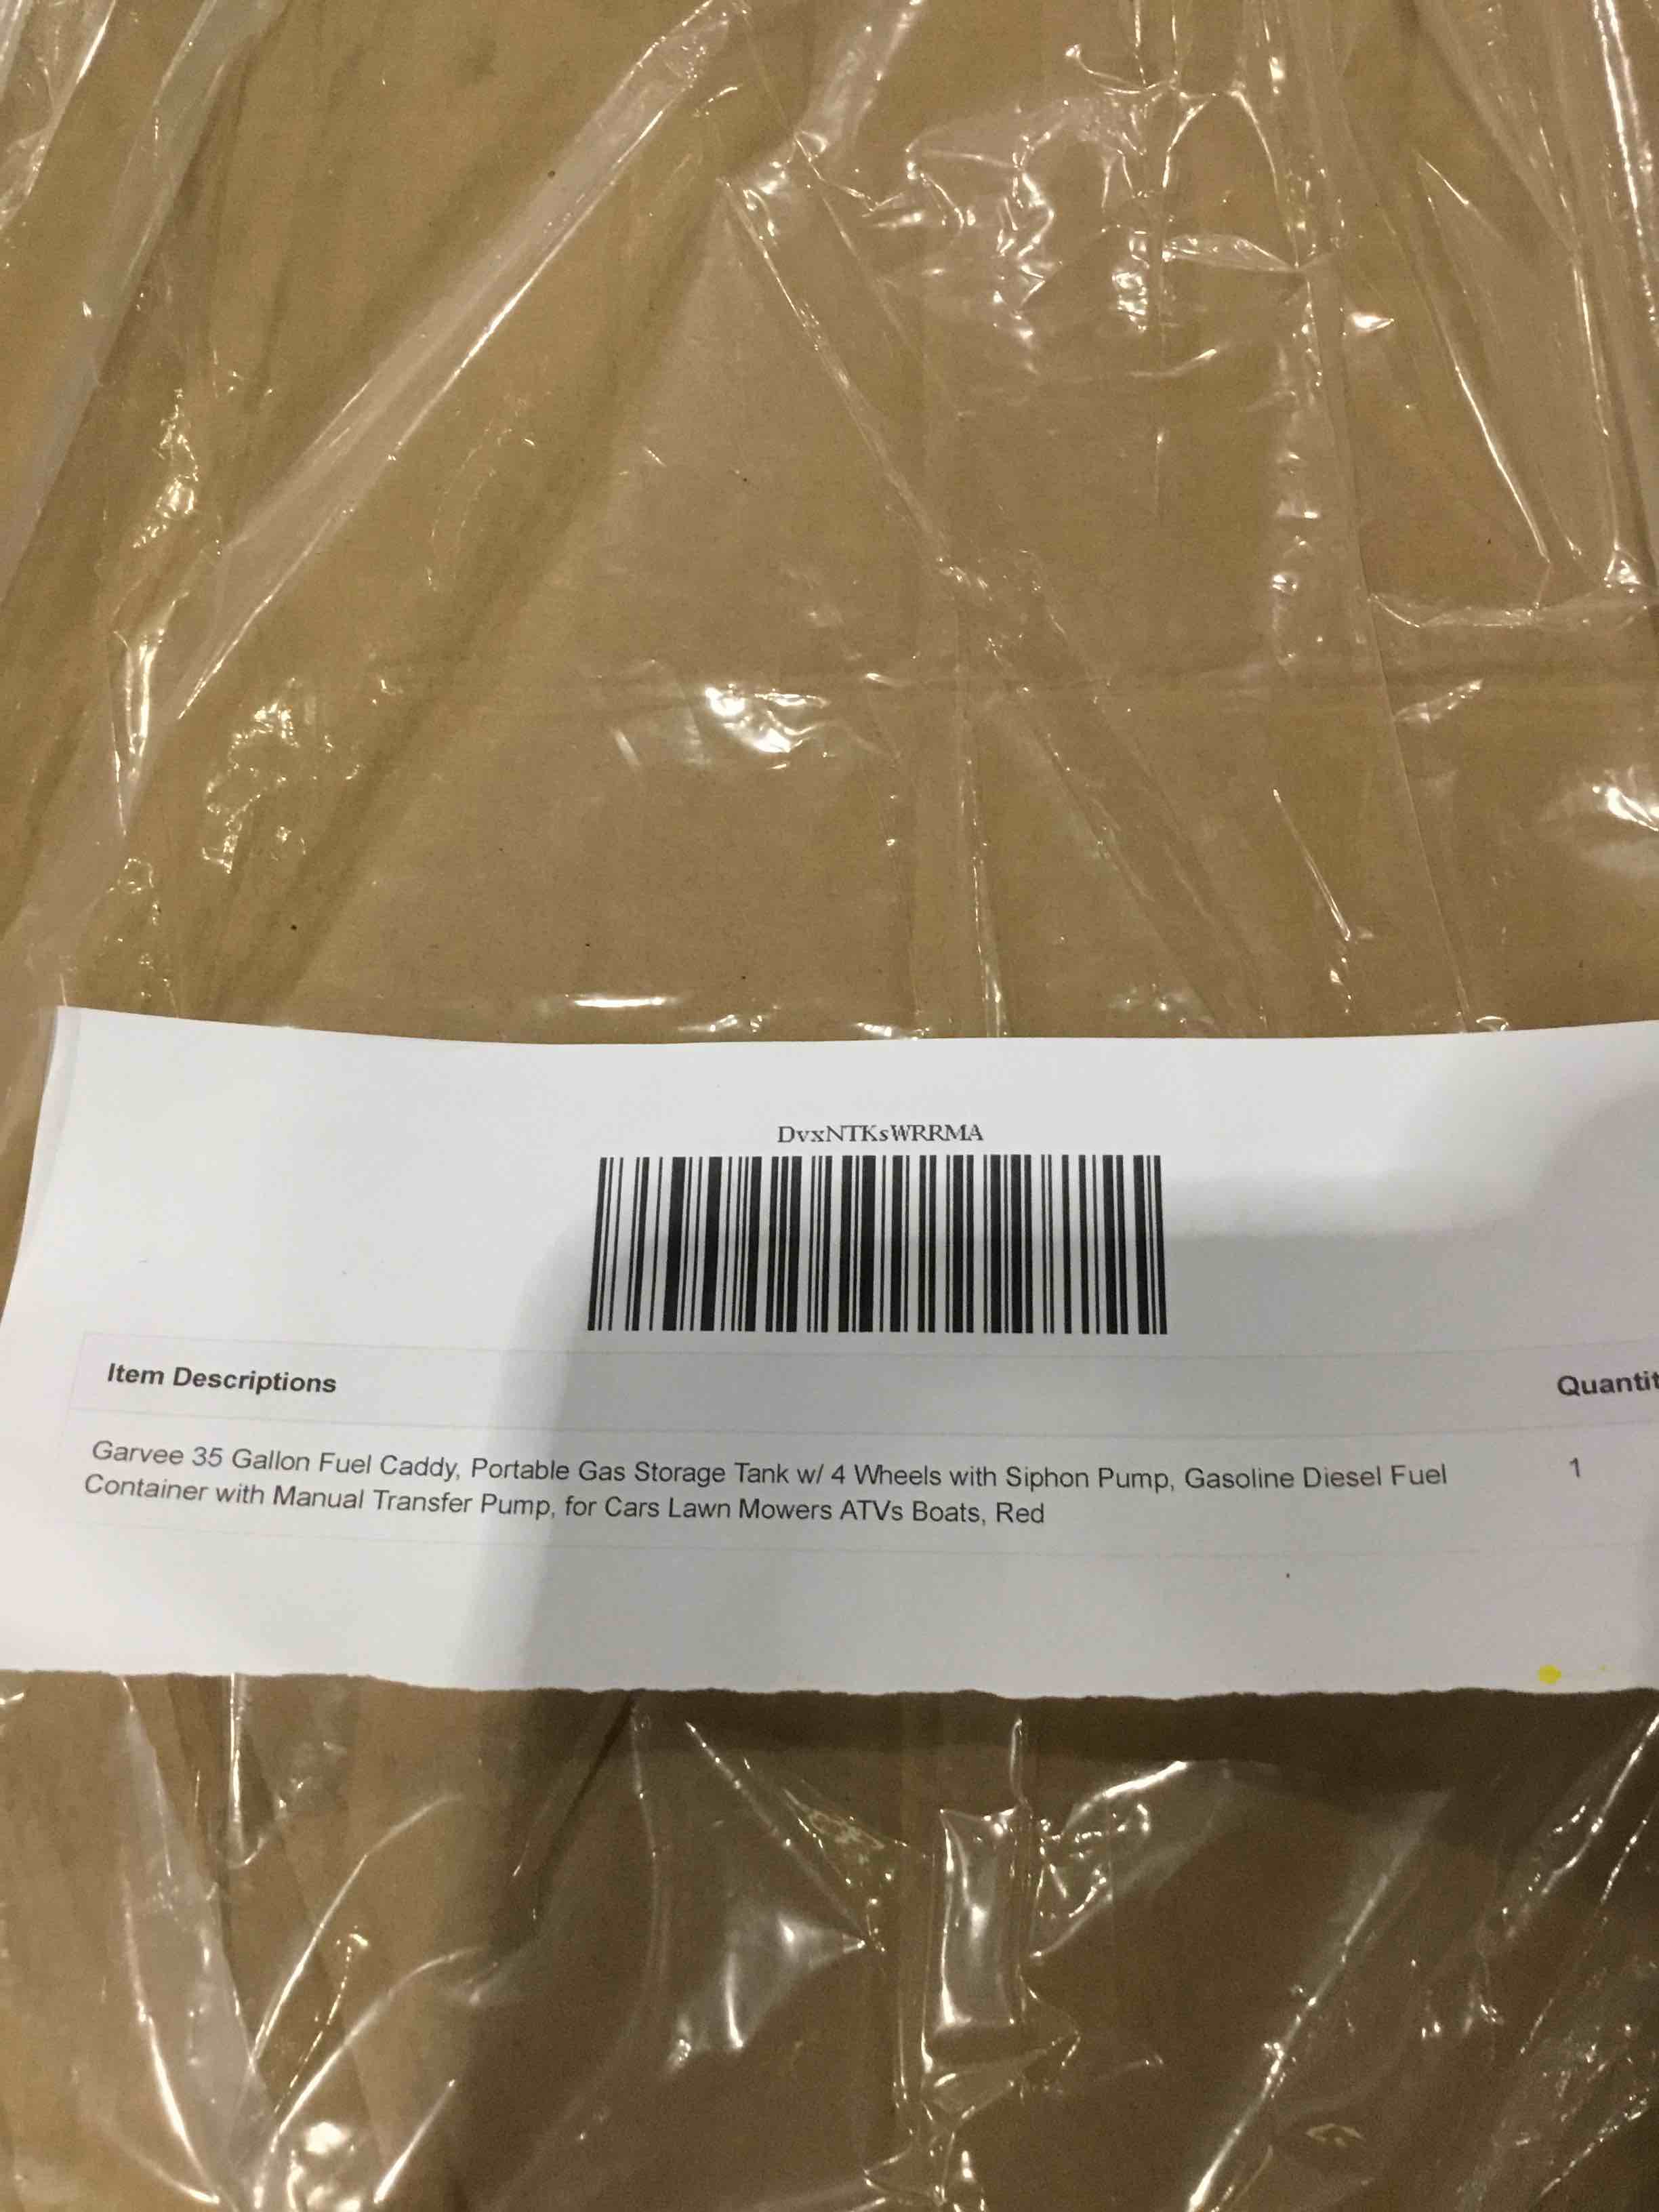 DvxNTKsWRRMA
Item Descriptions Quantit
Garvee 35 Gallon Fuel Caddy, Portable Gas Storage Tank w/ 4 Wheels with Siphon Pump, Gasoline Diesel Fuel 1
Container with Manual Transfer Pump, for Cars Lawn Mowers ATVs Boats, Red